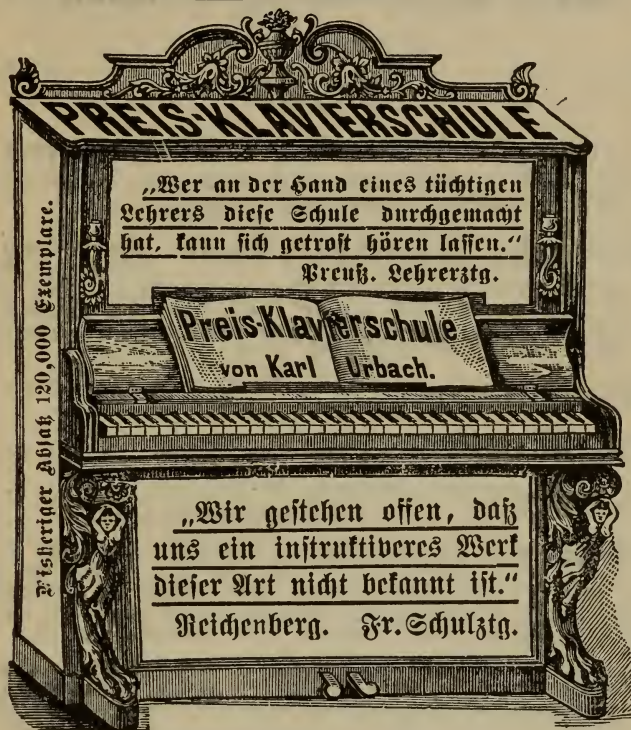 PREIS-KLAVIERSCHULE
„Wer an der Hand eines tüchtigen
Lehrers diese Schule durchgemacht
hat, kann sich getrost hören lassen.“
Preuß. Lehrerztg.
Bisheriger Absatz 120,000 Exemplare.
Preis-Klavierschule
von Karl Urbach.
„Wir gestehen offen, daß
uns ein instruktiveres Werk
dieser Art nicht bekannt ist.“
Reichenberg. Fr. Schulztg.